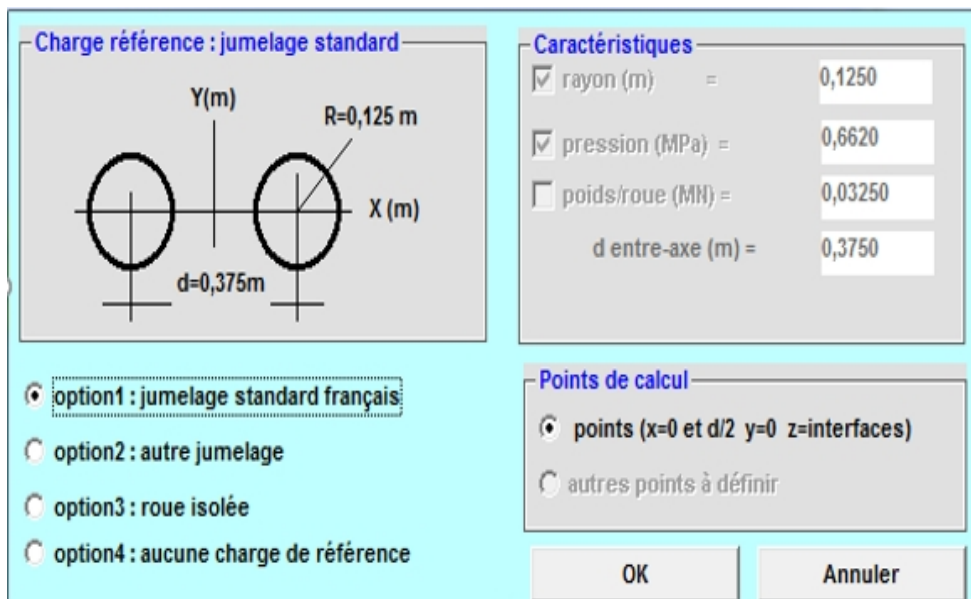 Charge référence : jumelage standard
Y(m)
R=0,125 m
X (m)
d=0,375m
option1 : jumelage standard français
option2 : autre jumelage
option3 : roue isolée
option4 : aucune charge de référence
Caractéristiques
rayon (m) = 0,1250
pression (MPa) = 0,6620
poids/roue (MN) = 0,03250
d entre-axe (m) = 0,3750
Points de calcul
points (x=0 et d/2 y=0 z=interfaces)
autres points à définir
OK
Annuler